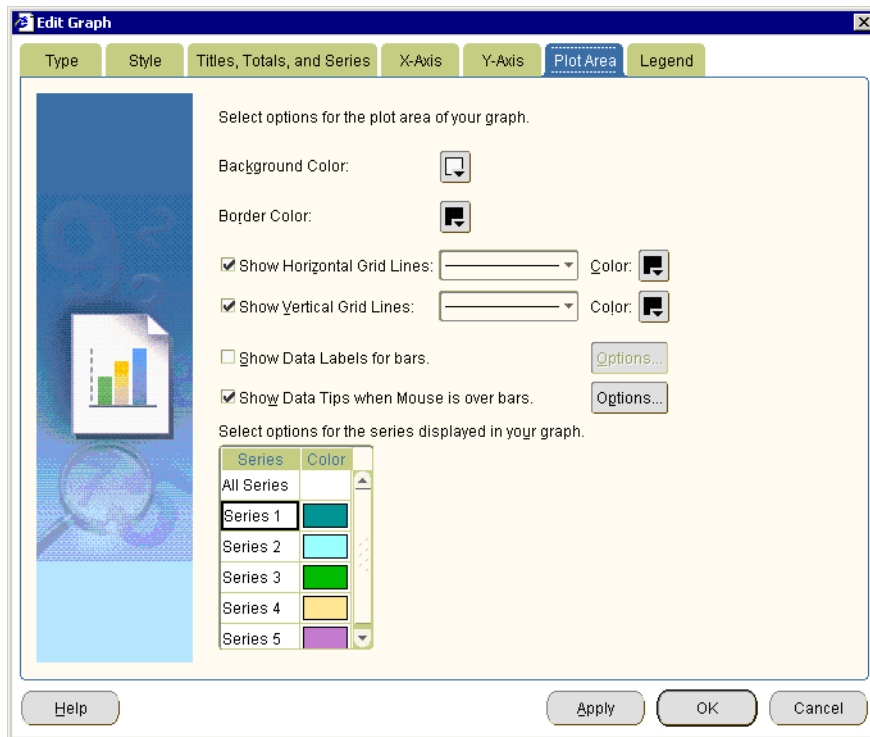 Edit Graph
Type Style Titles, Totals, and Series X-Axis Y-Axis Plot Area Legend
Select options for the plot area of your graph.
Background Color:
Border Color:
Show Horizontal Grid Lines: Color:
Show Vertical Grid Lines: Color:
Show Data Labels for bars. Options...
Show Data Tips when Mouse is over bars. Options...
Select options for the series displayed in your graph.
Series Color
All Series
Series 1
Series 2
Series 3
Series 4
Series 5
Help Apply OK Cancel